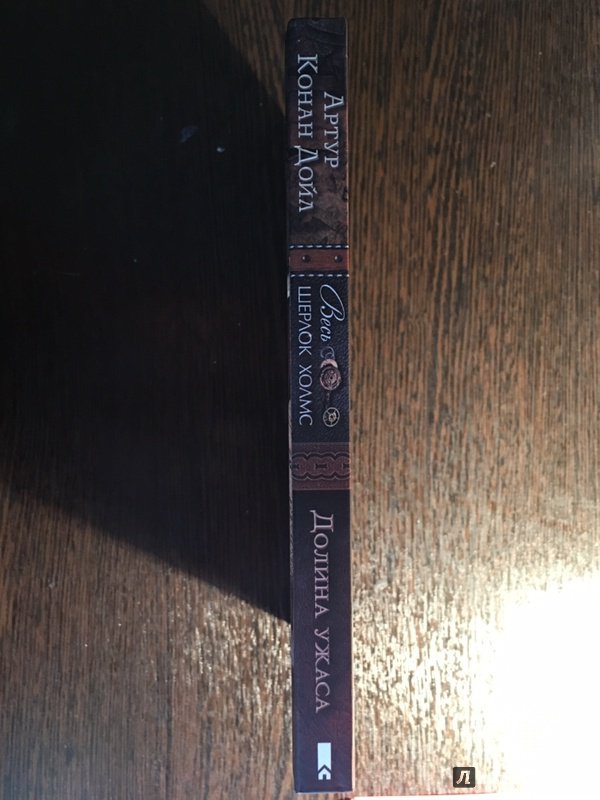 Артур
Конан Дойл
Весь
Шерлок Холмс
Долина ужаса
Л